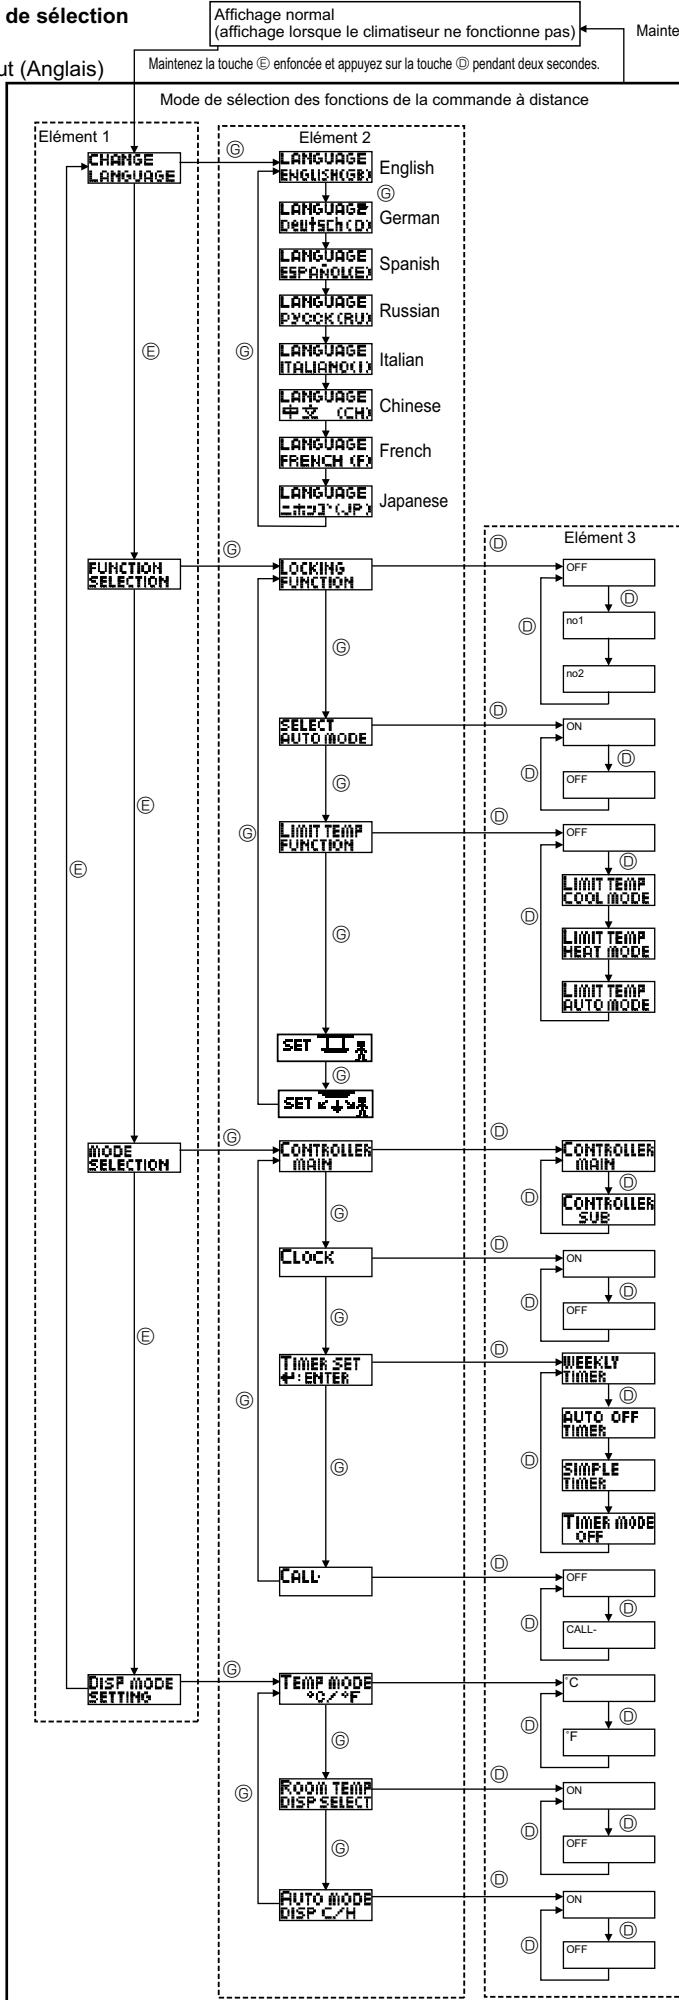 de sélection
Affichage normal
(affichage lorsque le climatiseur ne fonctionne pas)
Mainte
ut (Anglais)
Maintenez la touche Ⓔ enfoncée et appuyez sur la touche Ⓓ pendant deux secondes.
Mode de sélection des fonctions de la commande à distance
Elément 1
Elément 2
CHANGE
LANGUAGE
Ⓖ
LANGUAGE
ENGLISH(GB)
English
Ⓖ
LANGUAGE
Deutsch(D)
German
LANGUAGE
ESPAÑOL(E)
Spanish
LANGUAGE
РУССК(RU)
Russian
Ⓔ
Ⓖ
LANGUAGE
ITALIANO(I)
Italian
LANGUAGE
中文 (CH)
Chinese
LANGUAGE
FRENCH (F)
French
LANGUAGE
ニホンゴ(JP)
Japanese
Elément 3
FUNCTION
SELECTION
Ⓖ
LOCKING
FUNCTION
Ⓓ
OFF
Ⓓ
Ⓓ
no1
Ⓖ
no2
SELECT
AUTO MODE
Ⓓ
ON
Ⓓ
Ⓓ
Ⓖ
OFF
Ⓔ
Ⓖ
LIMIT TEMP
FUNCTION
Ⓓ
OFF
Ⓓ
Ⓔ
LIMIT TEMP
COOL MODE
Ⓓ
Ⓖ
LIMIT TEMP
HEAT MODE
LIMIT TEMP
AUTO MODE
SET
Ⓖ
SET
MODE
SELECTION
Ⓖ
CONTROLLER
MAIN
Ⓓ
CONTROLLER
MAIN
Ⓓ
Ⓓ
Ⓖ
CONTROLLER
SUB
CLOCK
Ⓓ
ON
Ⓓ
Ⓓ
Ⓖ
OFF
Ⓔ
TIMER SET
↵:ENTER
Ⓓ
WEEKLY
TIMER
Ⓓ
Ⓖ
AUTO OFF
TIMER
Ⓓ
Ⓖ
SIMPLE
TIMER
TIMER MODE
OFF
CALL-
Ⓓ
OFF
Ⓓ
Ⓓ
CALL-
DISP MODE
SETTING
Ⓖ
TEMP MODE
°C/°F
Ⓓ
°C
Ⓓ
Ⓓ
Ⓖ
°F
Ⓖ
ROOM TEMP
DISP SELECT
Ⓓ
ON
Ⓓ
Ⓓ
Ⓖ
OFF
AUTO MODE
DISP C/H
Ⓓ
ON
Ⓓ
Ⓓ
OFF